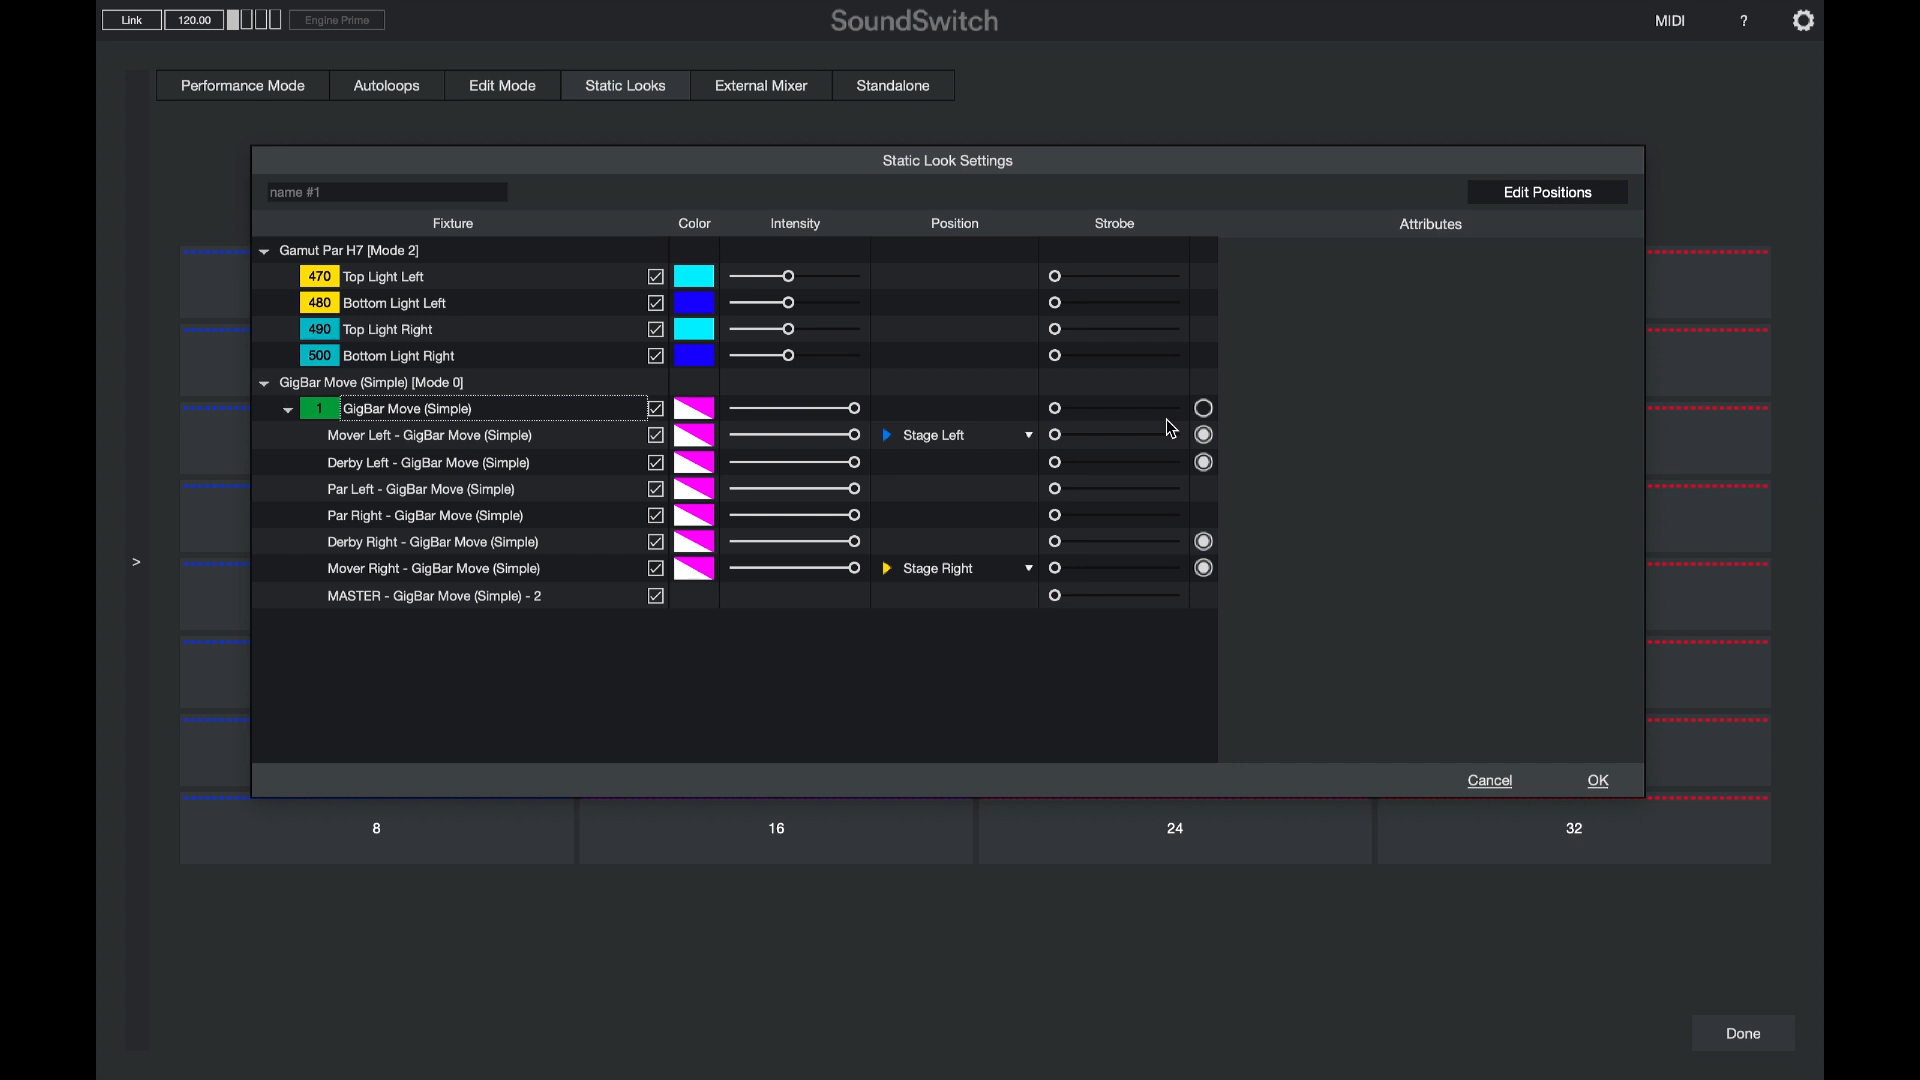 Link 120.00 Engine Prime SoundSwitch MIDI ?
Performance Mode Autoloops Edit Mode Static Looks External Mixer Standalone
Static Look Settings
name #1 Edit Positions
Fixture Color Intensity Position Strobe Attributes
Gamut Par H7 [Mode 2]
470 Top Light Left
480 Bottom Light Left
490 Top Light Right
500 Bottom Light Right
GigBar Move (Simple) [Mode 0]
1 GigBar Move (Simple)
Mover Left - GigBar Move (Simple) Stage Left
Derby Left - GigBar Move (Simple)
Par Left - GigBar Move (Simple)
Par Right - GigBar Move (Simple)
Derby Right - GigBar Move (Simple)
>
Mover Right - GigBar Move (Simple) Stage Right
MASTER - GigBar Move (Simple) - 2
Cancel OK
8 16 24 32
Done